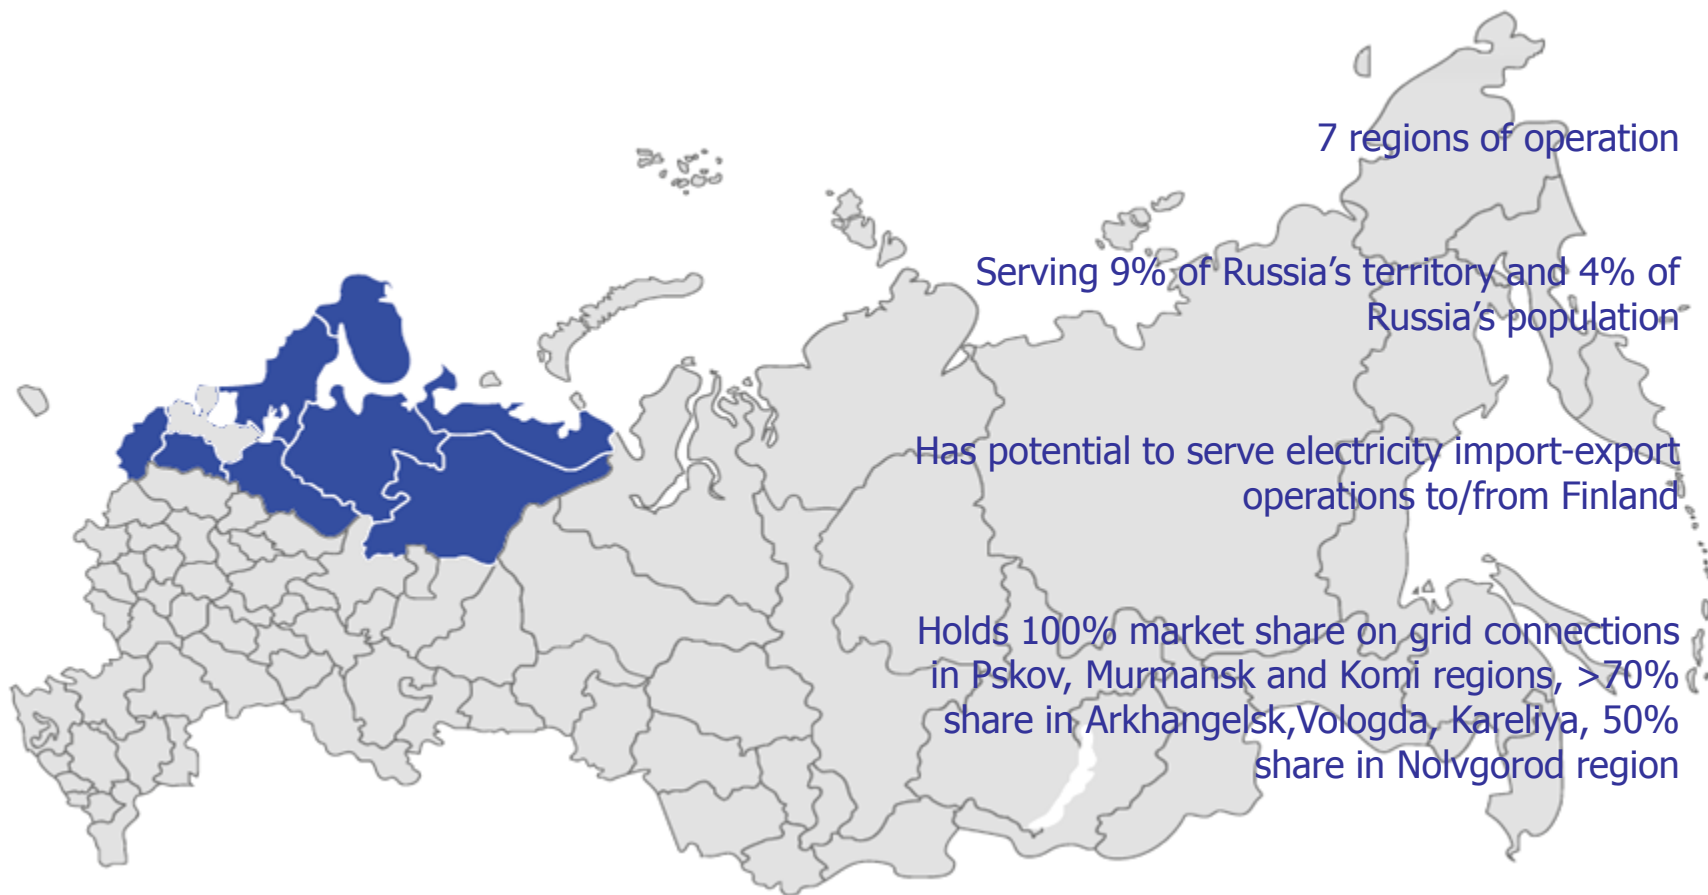 7 regions of operation
Serving 9% of Russia’s territory and 4% of
Russia’s population
Has potential to serve electricity import-export
operations to/from Finland
Holds 100% market share on grid connections
in Pskov, Murmansk and Komi regions, >70%
share in Arkhangelsk,Vologda, Kareliya, 50%
share in Nolvgorod region